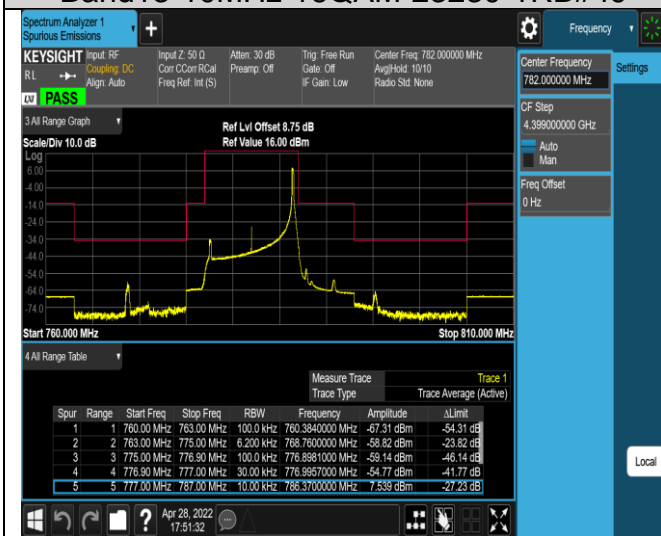 Spectrum Analyzer 1
Spurious Emissions
+
Frequency
KEYSIGHT Input: RF Input Z: 50 Ω Atten: 30 dB Trig: Free Run Center Freq: 782.000000 MHz
RL Coupling: DC Corr CCorr RCal Preamp: Off Gate: Off Avg|Hold: 10/10
Align: Auto Freq Ref: Int (S) IF Gain: Low Radio Std: None
LXI PASS
3 All Range Graph
Ref Lvl Offset 8.75 dB
Scale/Div 10.0 dB Ref Value 16.00 dBm
Log
6.00
-4.00
-14.0
-24.0
-34.0
-44.0
-54.0
-64.0
-74.0
Start 760.000 MHz Stop 810.000 MHz
4 All Range Table
Measure Trace Trace 1
Trace Type Trace Average (Active)
Spur Range Start Freq Stop Freq RBW Frequency Amplitude ΔLimit
1 1 760.00 MHz 763.00 MHz 100.0 kHz 760.3840000 MHz -67.31 dBm -54.31 dB
2 2 763.00 MHz 775.00 MHz 6.200 kHz 768.7600000 MHz -58.82 dBm -23.82 dB
3 3 775.00 MHz 776.90 MHz 100.0 kHz 776.8981000 MHz -59.14 dBm -46.14 dB
4 4 776.90 MHz 777.00 MHz 30.00 kHz 776.9957000 MHz -54.77 dBm -41.77 dB
5 5 777.00 MHz 787.00 MHz 10.00 kHz 786.3700000 MHz 7.539 dBm -27.23 dB
Center Frequency
782.000000 MHz
Settings
CF Step
4.399000000 GHz
Auto
Man
Freq Offset
0 Hz
Local
? Apr 28, 2022
17:51:32